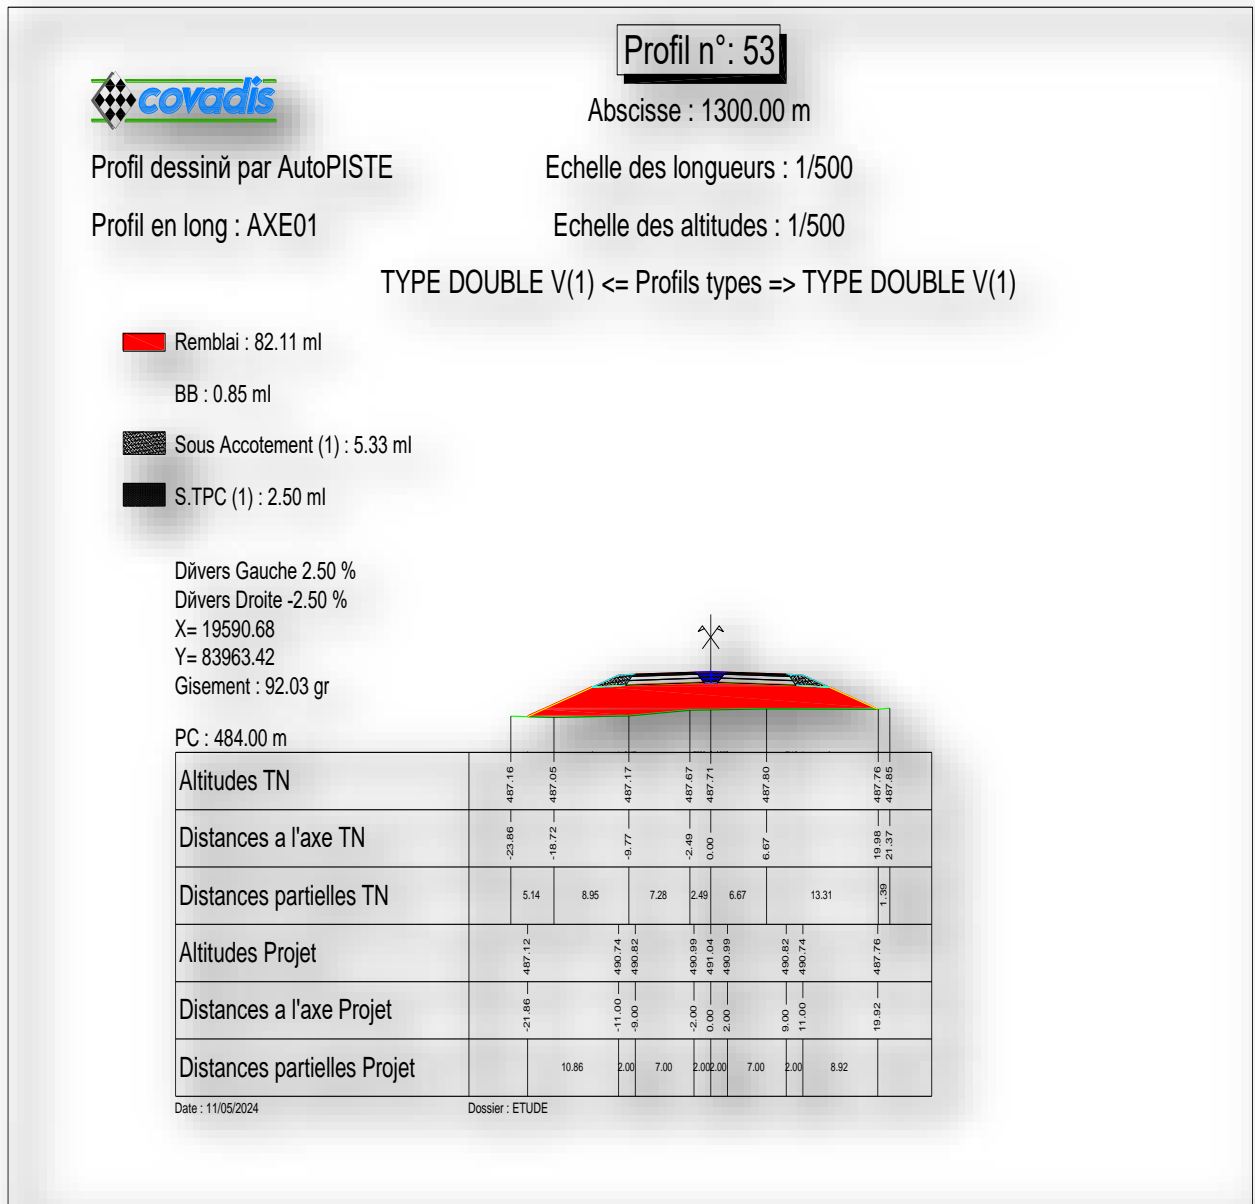 Profil n°: 53
covadis
Abscisse : 1300.00 m
Profil dessinй par AutoPISTE
Echelle des longueurs : 1/500
Profil en long : AXE01
Echelle des altitudes : 1/500
TYPE DOUBLE V(1) <= Profils types => TYPE DOUBLE V(1)
Remblai : 82.11 ml
BB : 0.85 ml
Sous Accotement (1) : 5.33 ml
S.TPC (1) : 2.50 ml
Dйvers Gauche 2.50 %
Dйvers Droite -2.50 %
X= 19590.68
Y= 83963.42
Gisement : 92.03 gr
PC : 484.00 m
Altitudes TN 487.16 487.05 487.17 487.67 487.71 487.80 487.76 487.85
Distances a l'axe TN -23.86 -18.72 -9.77 -2.49 0.00 6.67 19.98 21.37
Distances partielles TN 5.14 8.95 7.28 2.49 6.67 13.31 1.39
Altitudes Projet 487.12 490.74 490.82 490.99 491.04 490.99 490.82 490.74 487.76
Distances a l'axe Projet -21.86 -11.00 -9.00 -2.00 0.00 2.00 9.00 11.00 19.92
Distances partielles Projet 10.86 2.00 7.00 2.00 2.00 7.00 2.00 8.92
Date : 11/05/2024 Dossier : ETUDE